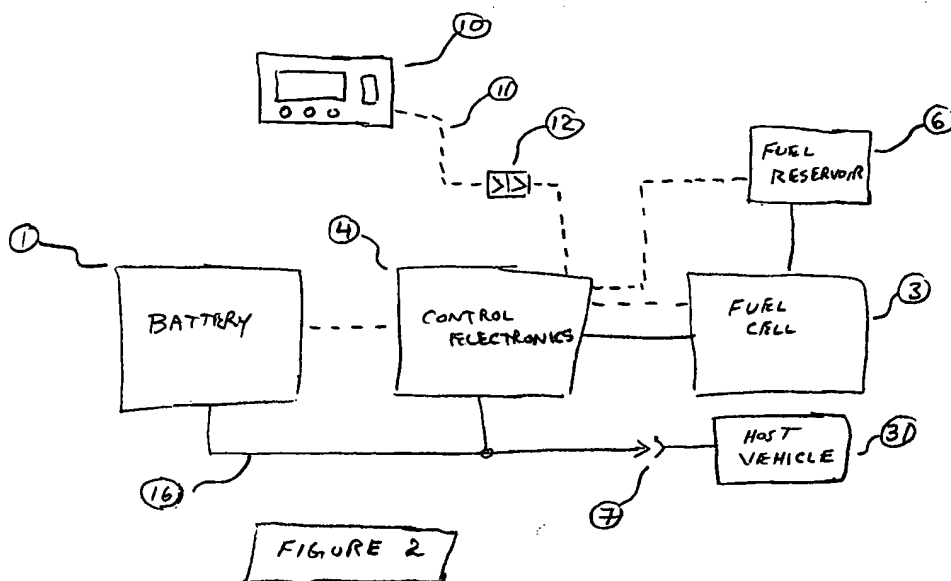 10
11
12
6
FUEL
RESERVOIR
1
4
BATTERY
CONTROL
ELECTRONICS
FUEL
CELL
3
HOST
VEHICLE
31
16
7
FIGURE 2